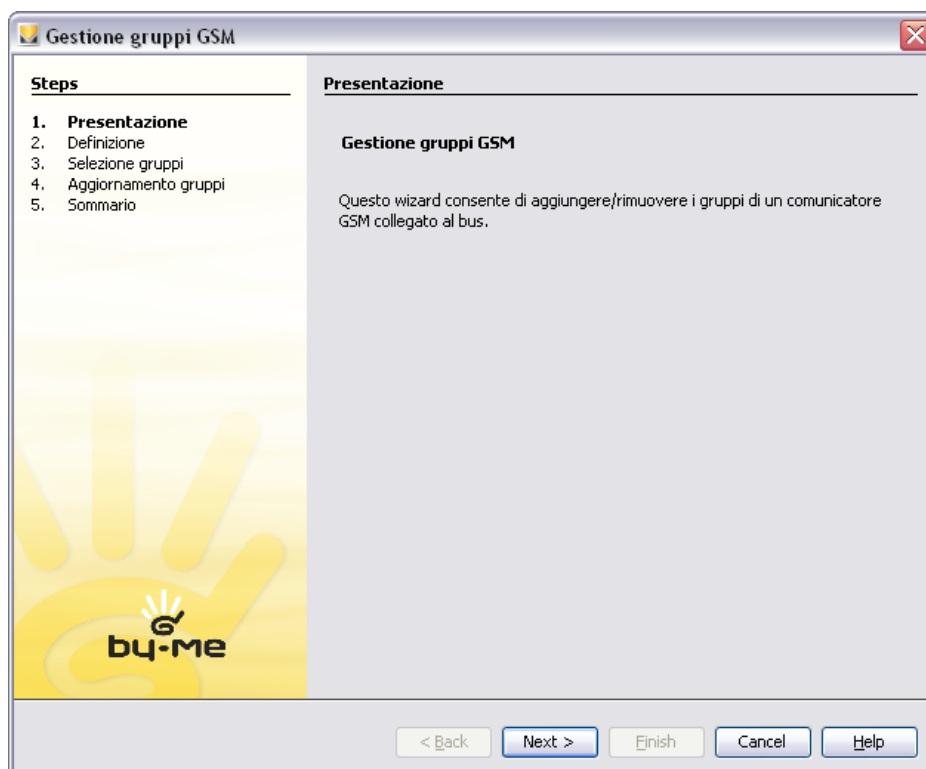 Gestione gruppi GSM
Steps
1. Presentazione
2. Definizione
3. Selezione gruppi
4. Aggiornamento gruppi
5. Sommario
by-me
Presentazione
Gestione gruppi GSM
Questo wizard consente di aggiungere/rimuovere i gruppi di un comunicatore
GSM collegato al bus.
< Back
Next >
Finish
Cancel
Help